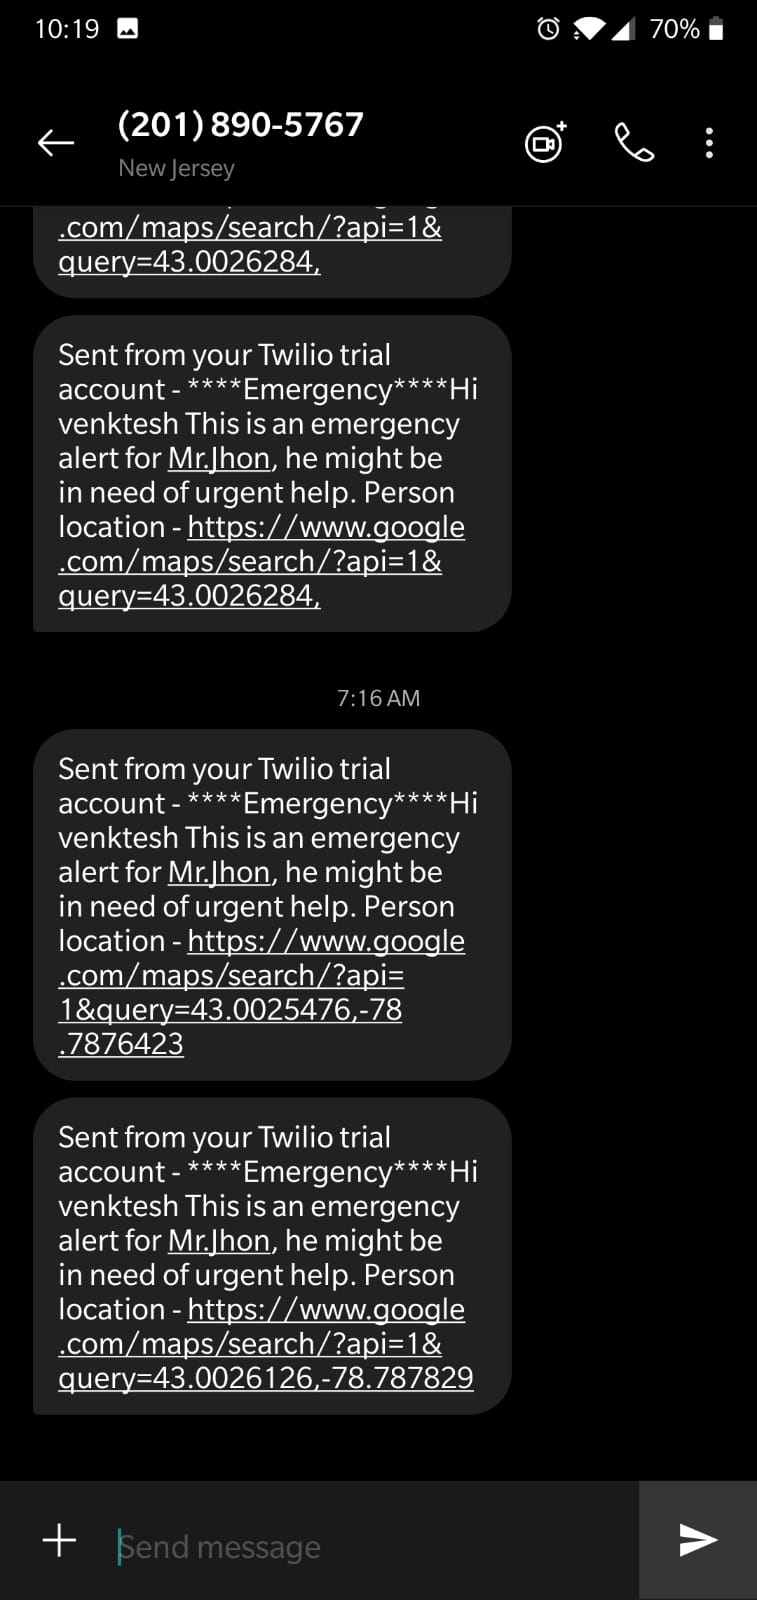 10:19
70%
(201) 890-5767
New Jersey
.com/maps/search/?api=1&
query=43.0026284,
Sent from your Twilio trial
account - ****Emergency****Hi
venktesh This is an emergency
alert for Mr.Jhon, he might be
in need of urgent help. Person
location - https://www.google
.com/maps/search/?api=1&
query=43.0026284,
7:16 AM
Sent from your Twilio trial
account - ****Emergency****Hi
venktesh This is an emergency
alert for Mr.Jhon, he might be
in need of urgent help. Person
location - https://www.google
.com/maps/search/?api=
1&query=43.0025476,-78
.7876423
Sent from your Twilio trial
account - ****Emergency****Hi
venktesh This is an emergency
alert for Mr.Jhon, he might be
in need of urgent help. Person
location - https://www.google
.com/maps/search/?api=1&
query=43.0026126,-78.787829
Send message